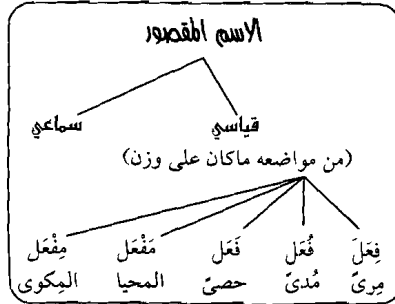 الاسم المقصور
قياسي سماعي
(من مواضعه ماكان على وزن)
فِعَلَ فُعَل فَعَل مَفْعَل مِفْعَل
مِرىً مُدىً حصىً المحيا المِكوى